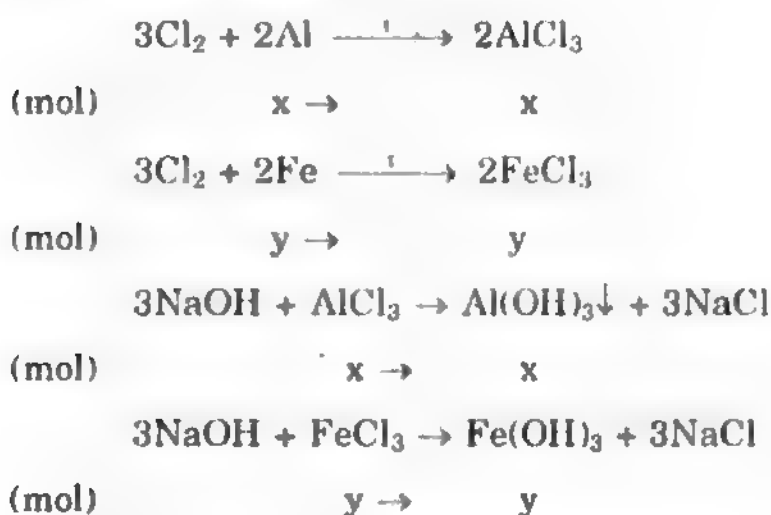 3Cl₂ + 2Al —t→ 2AlCl₃
(mol) x → x
3Cl₂ + 2Fe —t→ 2FeCl₃
(mol) y → y
3NaOH + AlCl₃ → Al(OH)₃↓ + 3NaCl
(mol) x → x
3NaOH + FeCl₃ → Fe(OH)₃ + 3NaCl
(mol) y → y